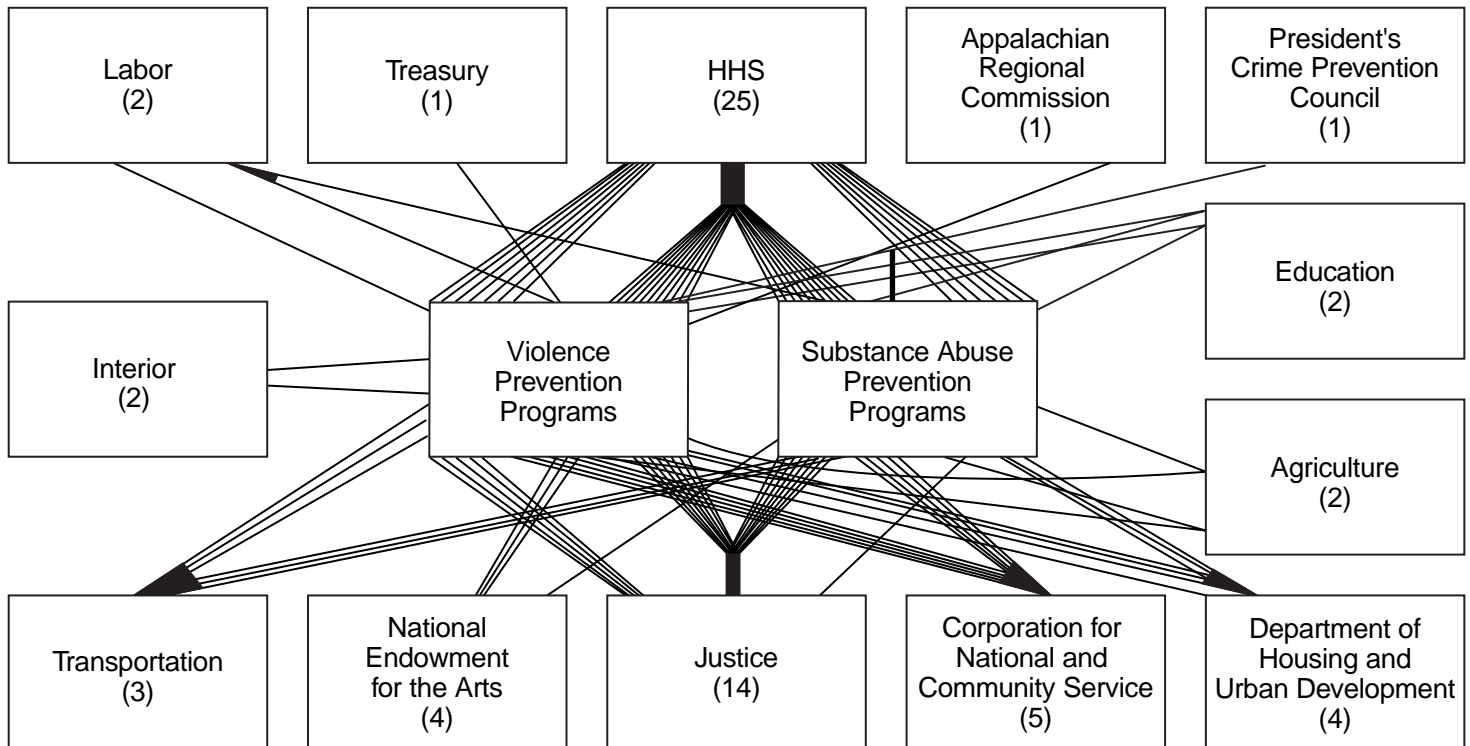 Labor
(2)
Treasury
(1)
HHS
(25)
Appalachian
Regional
Commission
(1)
President's
Crime Prevention
Council
(1)
Education
(2)
Interior
(2)
Violence
Prevention
Programs
Substance Abuse
Prevention
Programs
Agriculture
(2)
Transportation
(3)
National
Endowment
for the Arts
(4)
Justice
(14)
Corporation for
National and
Community Service
(5)
Department of
Housing and
Urban Development
(4)